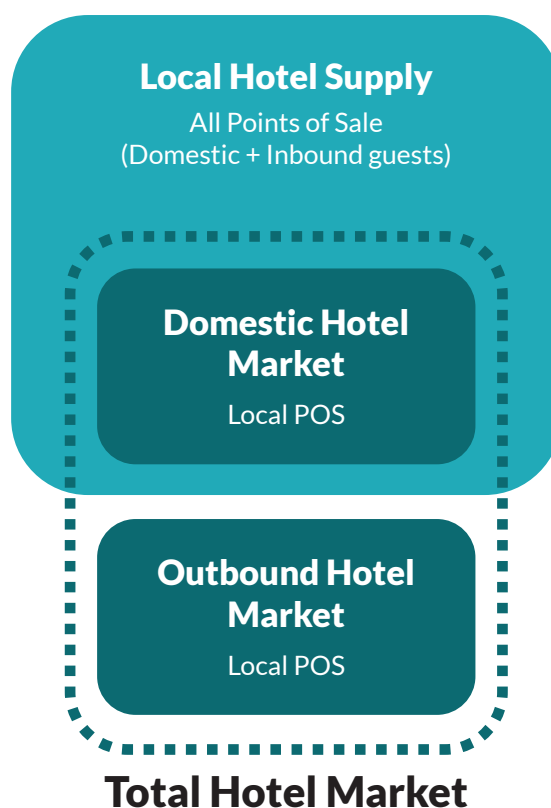 Local Hotel Supply
All Points of Sale
(Domestic + Inbound guests)
Domestic Hotel
Market
Local POS
Outbound Hotel
Market
Local POS
Total Hotel Market